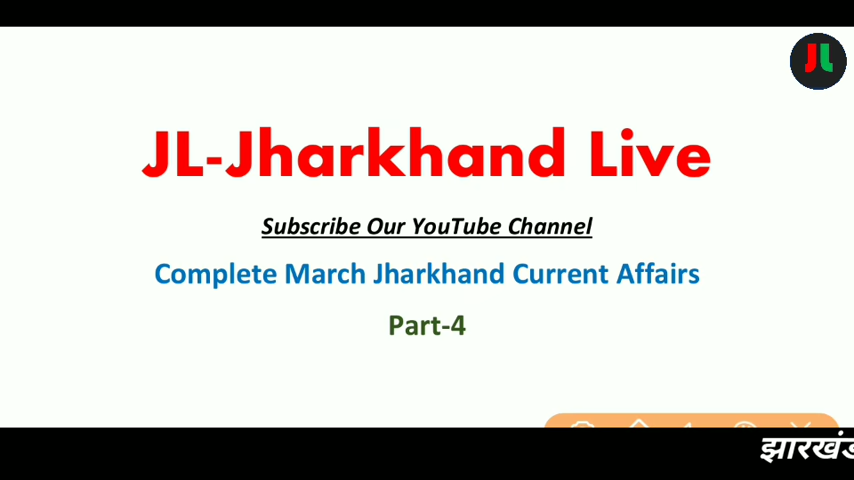 JL
JL-Jharkhand Live
Subscribe Our YouTube Channel
Complete March Jharkhand Current Affairs
Part-4